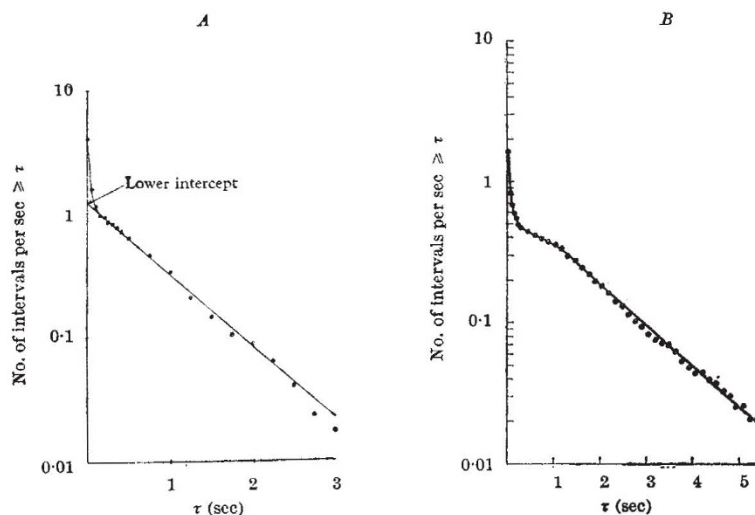 A
10
1
0·1
0·01
No. of intervals per sec ⩾ τ
Lower intercept
1 2 3
τ (sec)
B
10
1
0·1
0·01
No. of intervals per sec ⩾ τ
1 2 3 4 5
τ (sec)